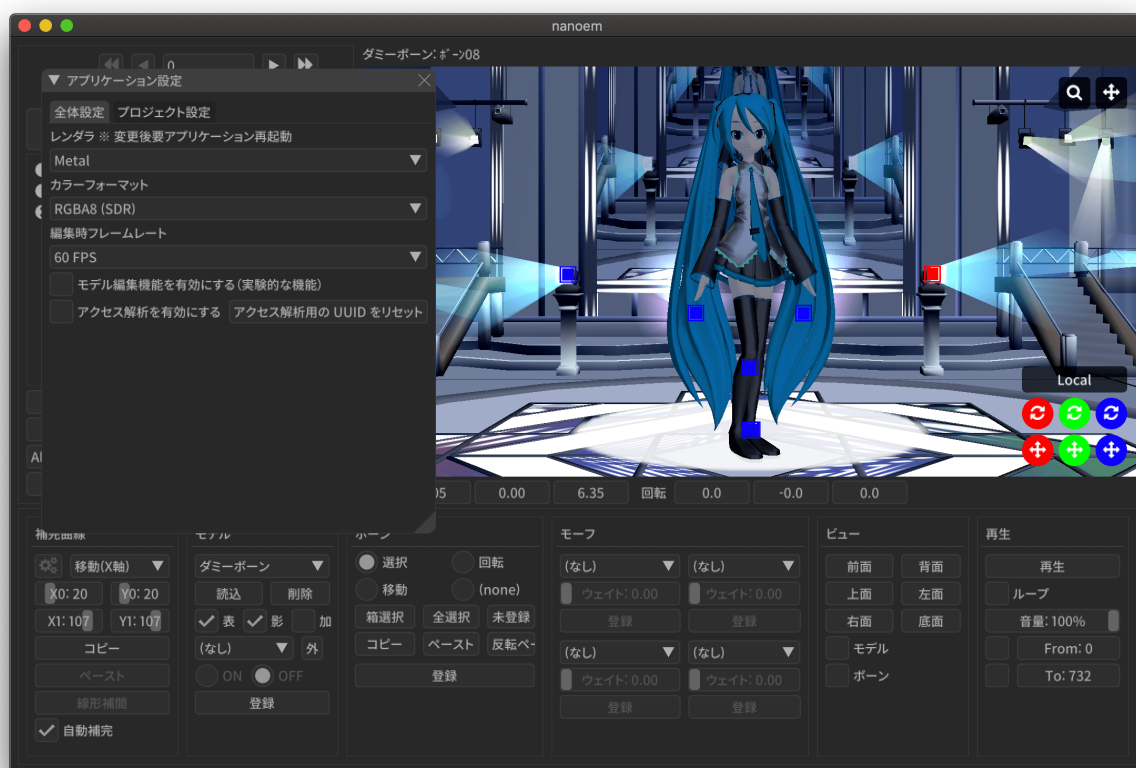 nanoem
0
ダミーボーン: ﾎﾞｰﾝ08
アプリケーション設定
全体設定 プロジェクト設定
レンダラ ※ 変更後要アプリケーション再起動
Metal
カラーフォーマット
RGBA8 (SDR)
編集時フレームレート
60 FPS
モデル編集機能を有効にする(実験的な機能)
アクセス解析を有効にする アクセス解析用の UUID をリセット
Local
0.00 6.35 回転 0.0 -0.0 0.0
補完曲線
移動(X軸)
X0: 20 Y0: 20
X1: 107 Y1: 107
コピー
ペースト
線形補間
自動補完
モデル
ダミーボーン
読込 削除
表 影 加
(なし) 外
ON OFF
登録
ボーン
選択 回転
移動 (none)
箱選択 全選択 未登録
コピー ペースト 反転ペ
登録
モーフ
(なし) (なし)
ウェイト: 0.00 ウェイト: 0.00
登録 登録
(なし) (なし)
ウェイト: 0.00 ウェイト: 0.00
登録 登録
ビュー
前面 背面
上面 左面
右面 底面
モデル
ボーン
再生
再生
ループ
音量: 100%
From: 0
To: 732